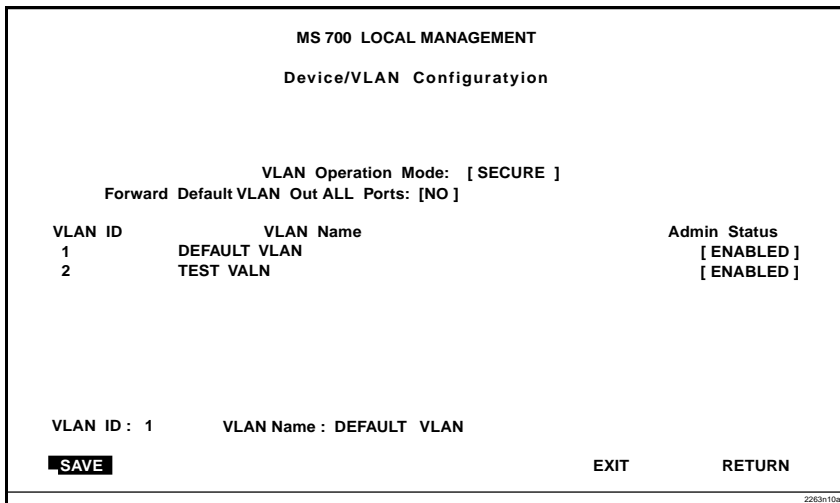 MS 700 LOCAL MANAGEMENT
Device/VLAN Configuratyion
VLAN Operation Mode: [ SECURE ]
Forward Default VLAN Out ALL Ports: [NO ]
VLAN ID VLAN Name Admin Status
1 DEFAULT VLAN [ ENABLED ]
2 TEST VALN [ ENABLED ]
VLAN ID : 1 VLAN Name : DEFAULT VLAN
SAVE EXIT RETURN
2263n10a